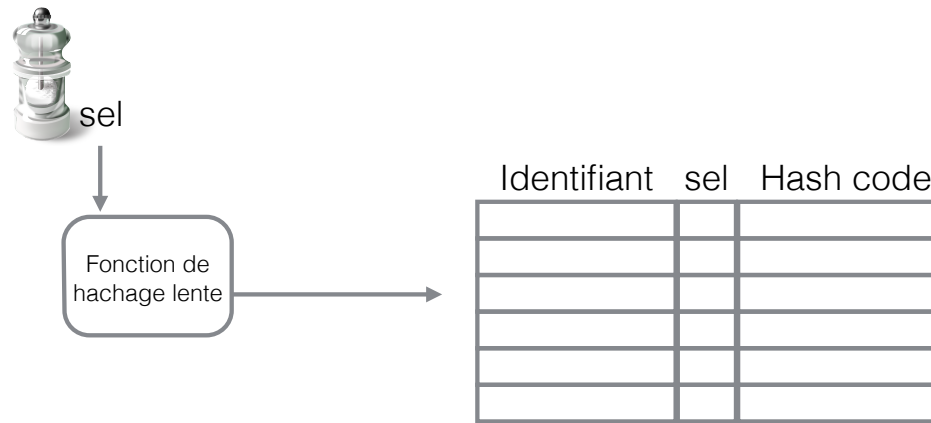 sel
Identifiant sel Hash code
Fonction de
hachage lente